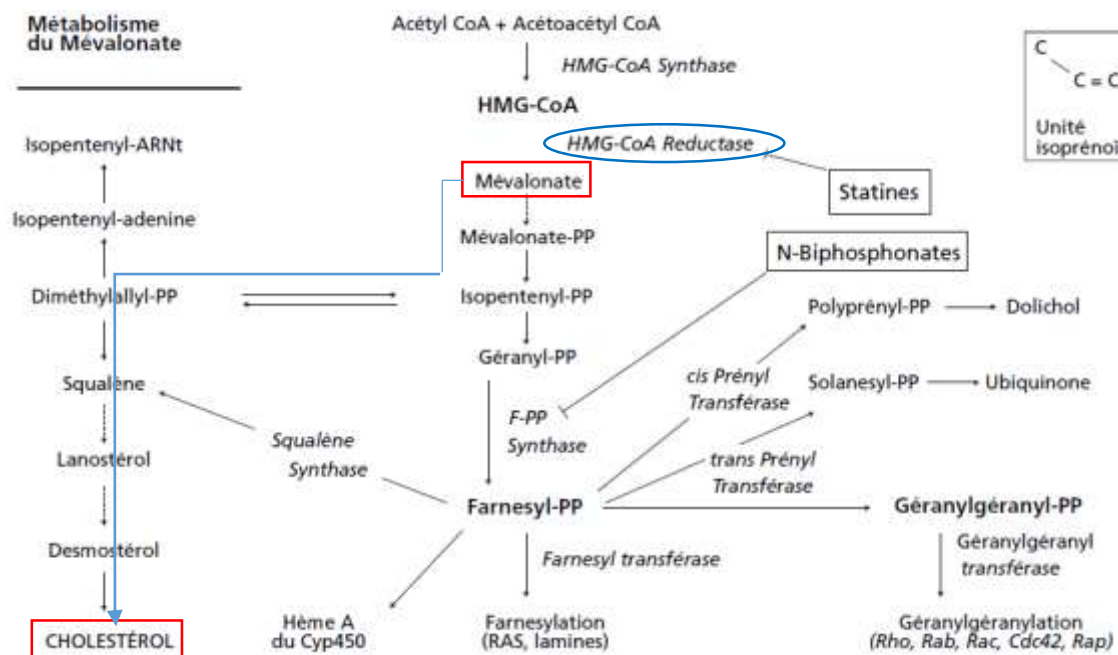 Métabolisme
du Mévalonate
Acétyl CoA + Acétoacétyl CoA
HMG-CoA Synthase
HMG-CoA
HMG-CoA Reductase
C
C = C
Unité
Isopentenyl-ARNt
Mévalonate
Statines
Isopentenyl-adenine
Mévalonate-PP
N-Biphosphonates
Diméthylallyl-PP
Isopentenyl-PP
Polyprényl-PP
Dolichol
Géranyl-PP
Squalène
cis Prényl
Transférase
Solanesyl-PP
Ubiquinone
F-PP
Synthase
Squalène
Synthase
Lanostérol
trans Prényl
Transférase
Farnesyl-PP
Géranylgéranyl-PP
Desmostérol
Farnesyl transférase
Géranylgéranyl
transférase
CHOLESTÉROL
Hème A
du Cyp450
Farnesylation
(RAS, lamines)
Géranylgéranylation
(Rho, Rab, Rac, Cdc42, Rap)